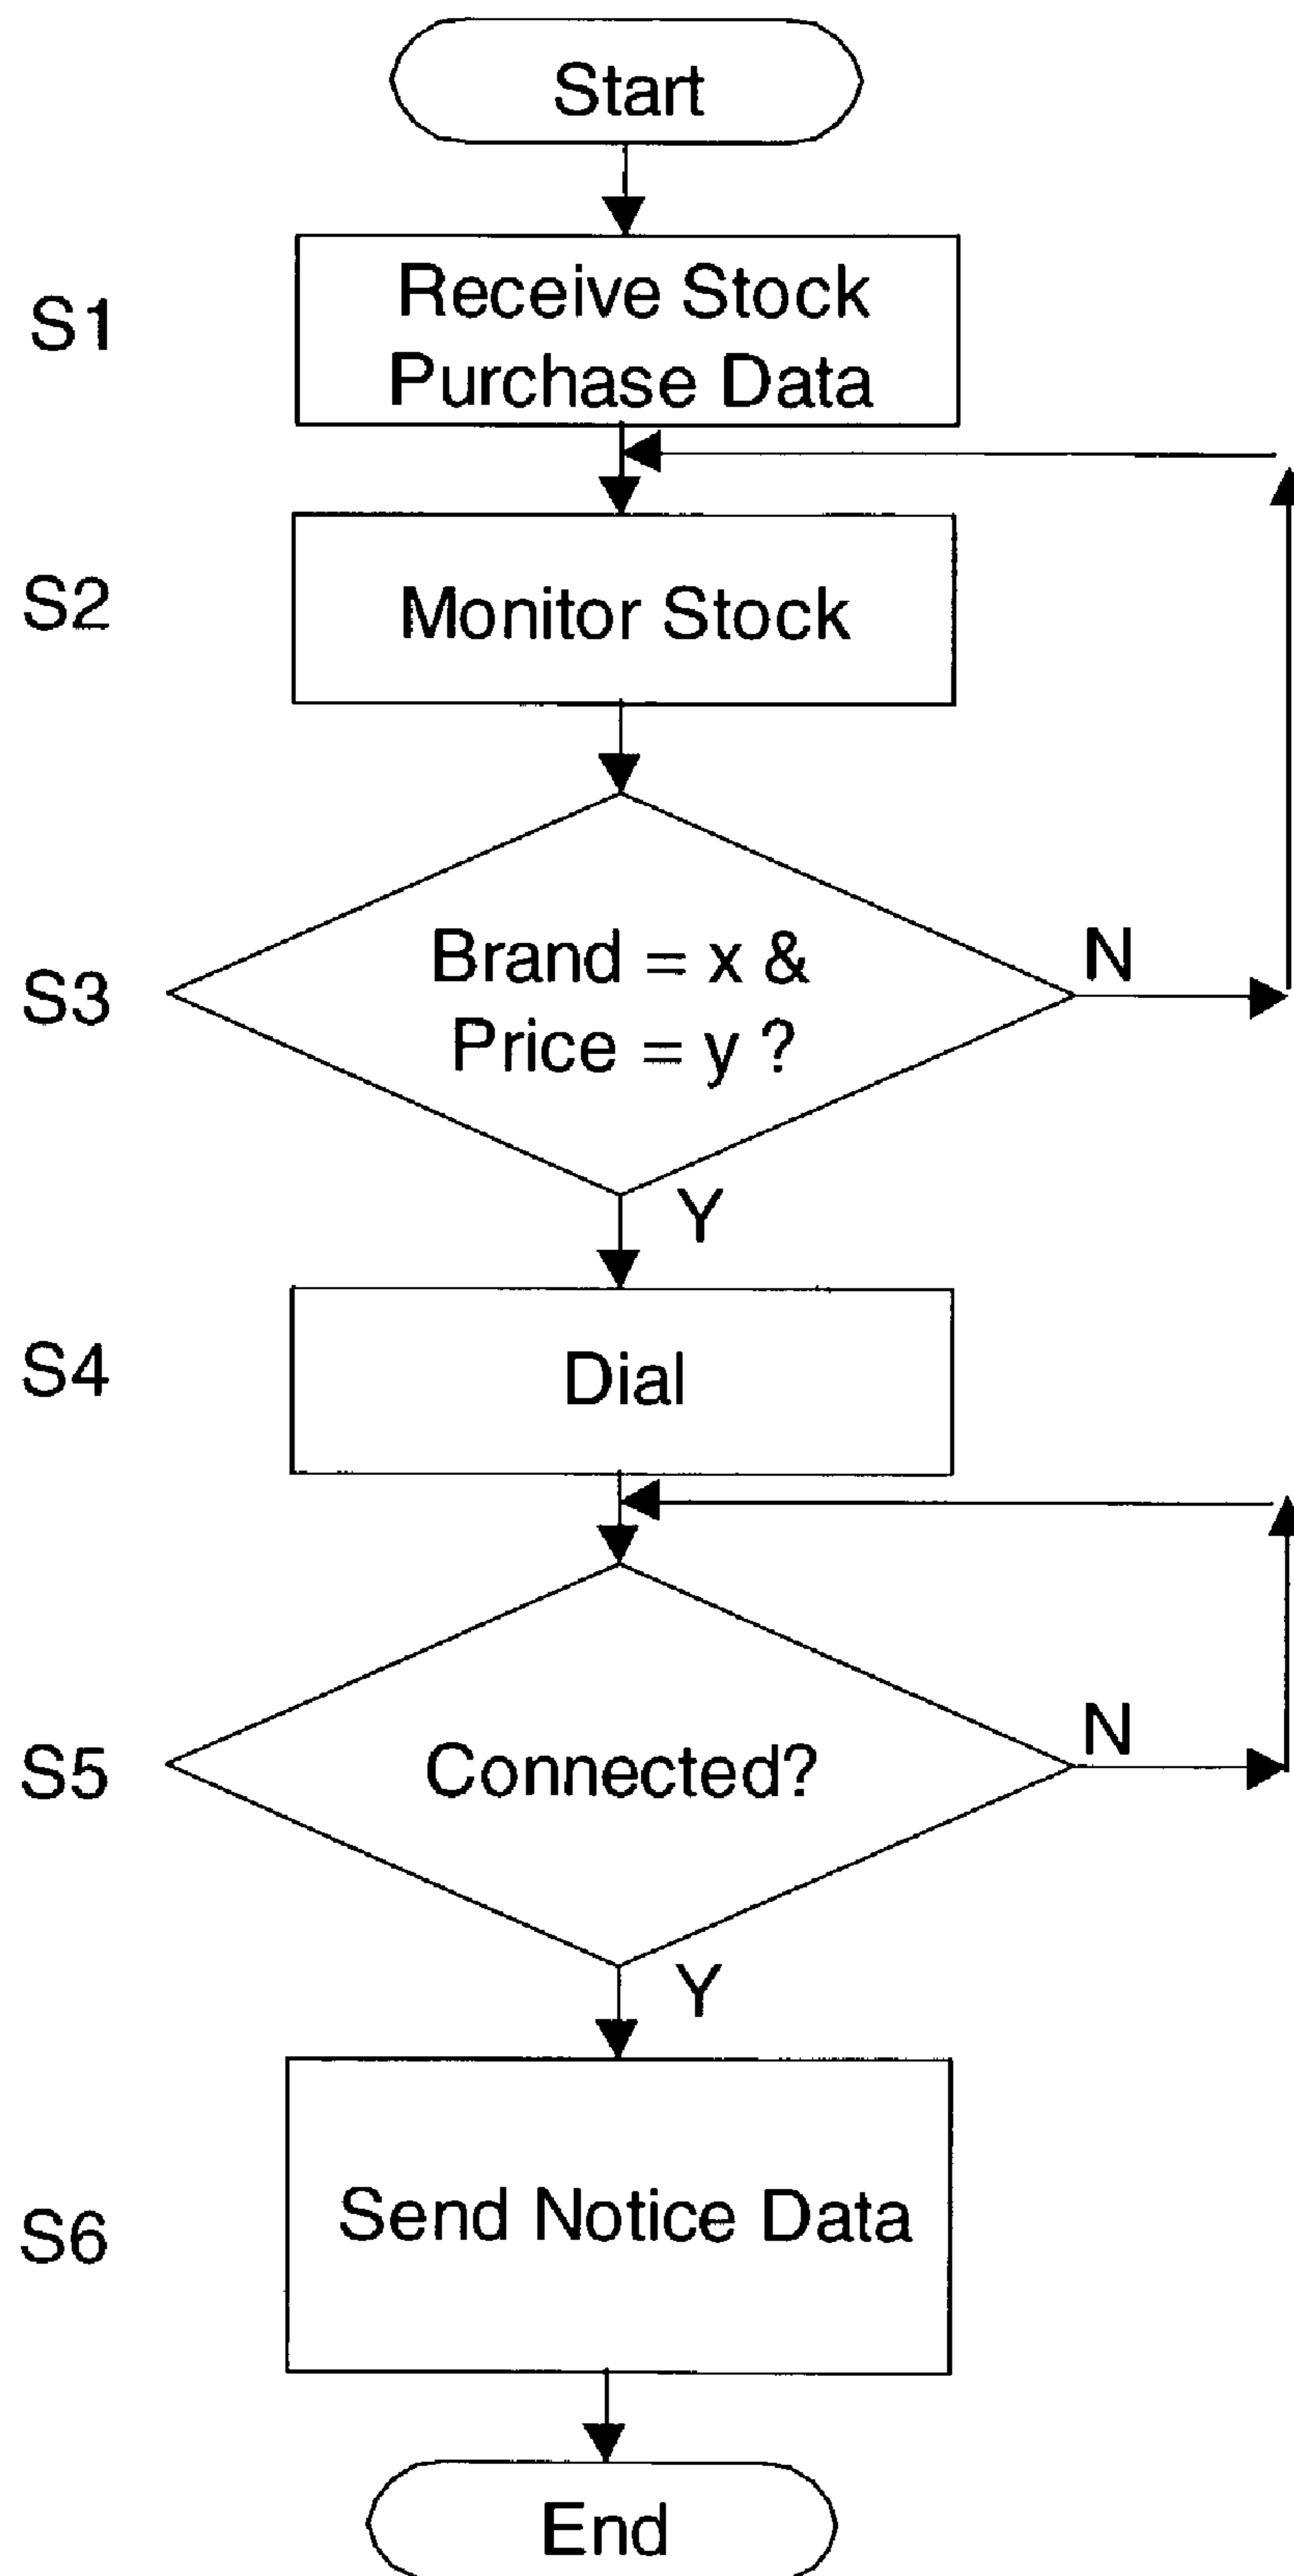 Start
S1
Receive Stock
Purchase Data
S2
Monitor Stock
S3
Brand = x &
Price = y ?
N
Y
S4
Dial
S5
Connected?
N
Y
S6
Send Notice Data
End